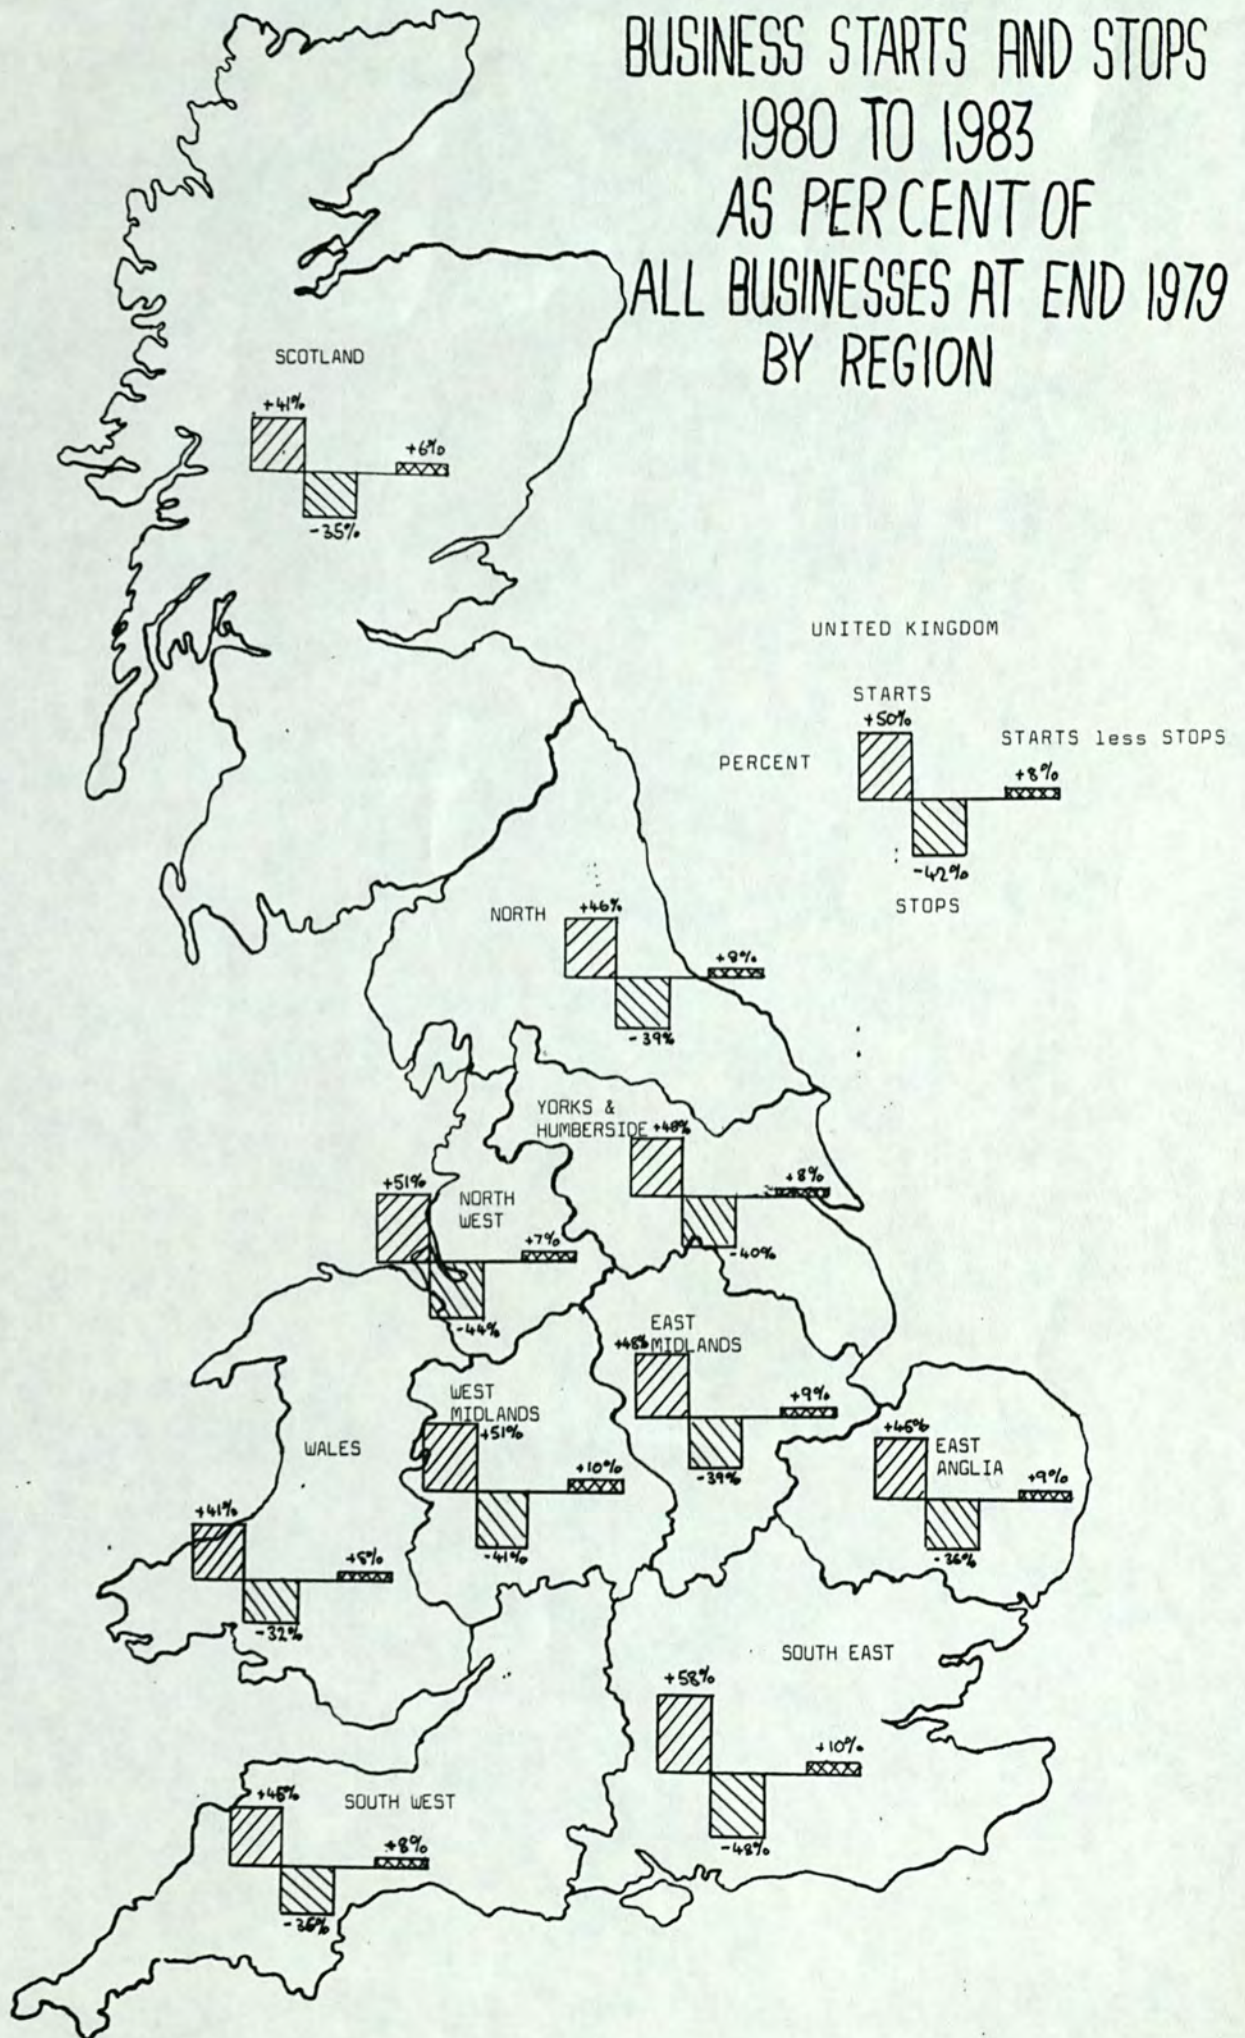 BUSINESS STARTS AND STOPS
1980 TO 1983
AS PER CENT OF
ALL BUSINESSES AT END 1979
BY REGION
SCOTLAND
+41%
+6%
-35%
UNITED KINGDOM
STARTS
+50%
STARTS less STOPS
PERCENT
+8%
-42%
STOPS
NORTH
+46%
+8%
-39%
YORKS &
HUMBERSIDE
+48%
+8%
-40%
NORTH
WEST
+51%
+7%
-44%
EAST
MIDLANDS
+48%
+9%
-39%
WEST
MIDLANDS
+51%
+10%
-41%
EAST
ANGLIA
+45%
+9%
-36%
WALES
+41%
+8%
-32%
SOUTH EAST
+58%
+10%
-48%
SOUTH WEST
+45%
+8%